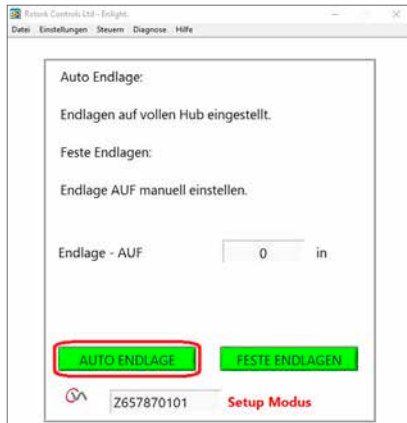 Rotork Controls Ltd - Enlight.
Datei Einstellungen Steuern Diagnose Hilfe
Auto Endlage:
Endlagen auf vollen Hub eingestellt.
Feste Endlagen:
Endlage AUF manuell einstellen.
Endlage - AUF 0 in
AUTO ENDLAGE FESTE ENDLAGEN
Z657870101 Setup Modus